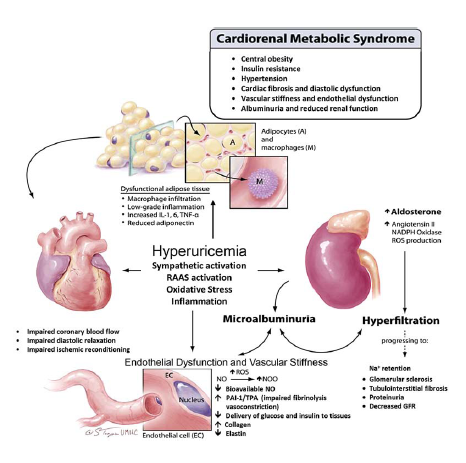 Cardiorenal Metabolic Syndrome
• Central obesity
• Insulin resistance
• Hypertension
• Cardiac fibrosis and diastolic dysfunction
• Vascular stiffness and endothelial dysfunction
• Albuminuria and reduced renal function
A
Adipocytes (A)
and
macrophages (M)
M
Dysfunctional adipose tissue
• Macrophage infiltration
• Low-grade inflammation
• Increased IL-1, 6, TNF-α
• Reduced adiponectin
↑ Aldosterone
↑ Angiotensin II
NADPH Oxidase
ROS production
Hyperuricemia
Sympathetic activation
RAAS activation
Oxidative Stress
Inflammation
Microalbuminuria
Hyperfiltration
progressing to:
Na⁺ retention
• Glomerular sclerosis
• Tubulointerstitial fibrosis
• Proteinuria
• Decreased GFR
• Impaired coronary blood flow
• Impaired diastolic relaxation
• Impaired ischemic reconditioning
Endothelial Dysfunction and Vascular Stiffness
EC
Nucleus
Endothelial cell (EC)
↑ROS
NO → ↑NOO
↓ Bioavailable NO
↑ PAI-1/TPA (impaired fibrinolysis
vasoconstriction)
↓ Delivery of glucose and insulin to tissues
↑ Collagen
↓ Elastin
UMHC